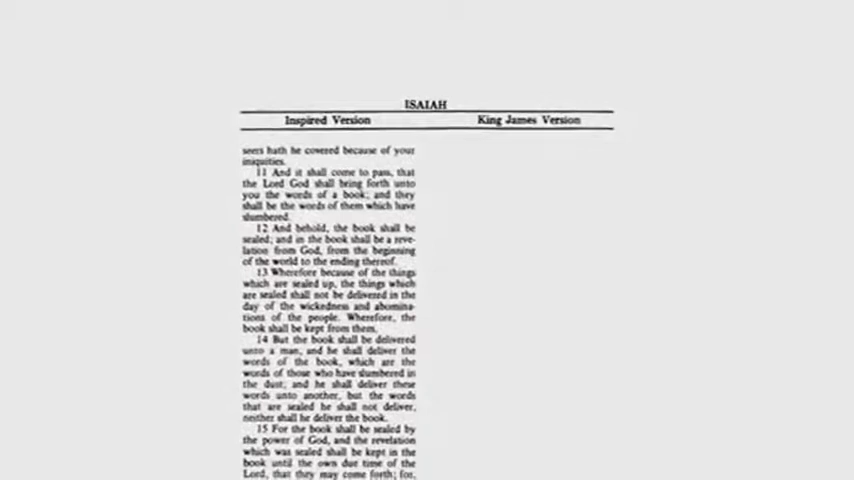 ISAIAH
Inspired Version
King James Version
seers hath he covered because of your
iniquities.
11 And it shall come to pass, that
the Lord God shall bring forth unto
you the words of a book; and they
shall be the words of them which have
slumbered.
12 And behold, the book shall be
sealed; and in the book shall be a reve-
lation from God, from the beginning
of the world to the ending thereof.
13 Wherefore because of the things
which are sealed up, the things which
are sealed shall not be delivered in the
day of the wickedness and abomina-
tions of the people. Wherefore, the
book shall be kept from them.
14 But the book shall be delivered
unto a man, and he shall deliver the
words of the book, which are the
words of those who have slumbered in
the dust; and he shall deliver these
words unto another, but the words
that are sealed he shall not deliver,
neither shall he deliver the book.
15 For the book shall be sealed by
the power of God, and the revelation
which was sealed shall be kept in the
book until the own due time of the
Lord, that they may come forth; for,